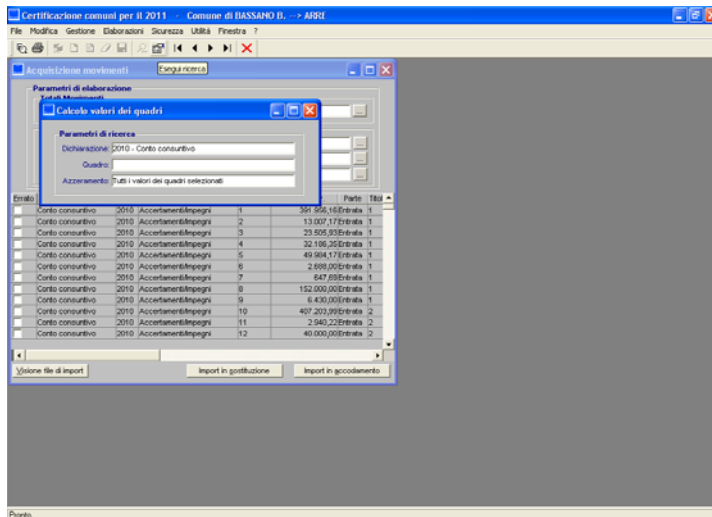 Certificazione comuni per il 2011 - Comune di BASSANO B. --> ARRE
File Modifica Gestione Elaborazioni Sicurezza Utilità Finestra ?
Acquisizione movimenti
Esegui ricerca
Parametri di elaborazione
Totali Movimenti
Calcolo valori dei quadri
Parametri di ricerca
Dichiarazione: 2010 - Conto consuntivo
Quadro:
Azzeramento: Tutti i valori dei quadri selezionati
Errato Parte Titol
Conto consuntivo 2010 Accertamenti/Impegni 1 391.956,16 Entrata 1
Conto consuntivo 2010 Accertamenti/Impegni 2 13.007,17 Entrata 1
Conto consuntivo 2010 Accertamenti/Impegni 3 23.505,93 Entrata 1
Conto consuntivo 2010 Accertamenti/Impegni 4 32.186,35 Entrata 1
Conto consuntivo 2010 Accertamenti/Impegni 5 49.984,17 Entrata 1
Conto consuntivo 2010 Accertamenti/Impegni 6 2.688,00 Entrata 1
Conto consuntivo 2010 Accertamenti/Impegni 7 647,69 Entrata 1
Conto consuntivo 2010 Accertamenti/Impegni 8 152.000,00 Entrata 1
Conto consuntivo 2010 Accertamenti/Impegni 9 6.430,00 Entrata 1
Conto consuntivo 2010 Accertamenti/Impegni 10 407.203,99 Entrata 2
Conto consuntivo 2010 Accertamenti/Impegni 11 2.940,22 Entrata 2
Conto consuntivo 2010 Accertamenti/Impegni 12 40.000,00 Entrata 2
Visione file di import Import in sostituzione Import in accodamento
Pronto